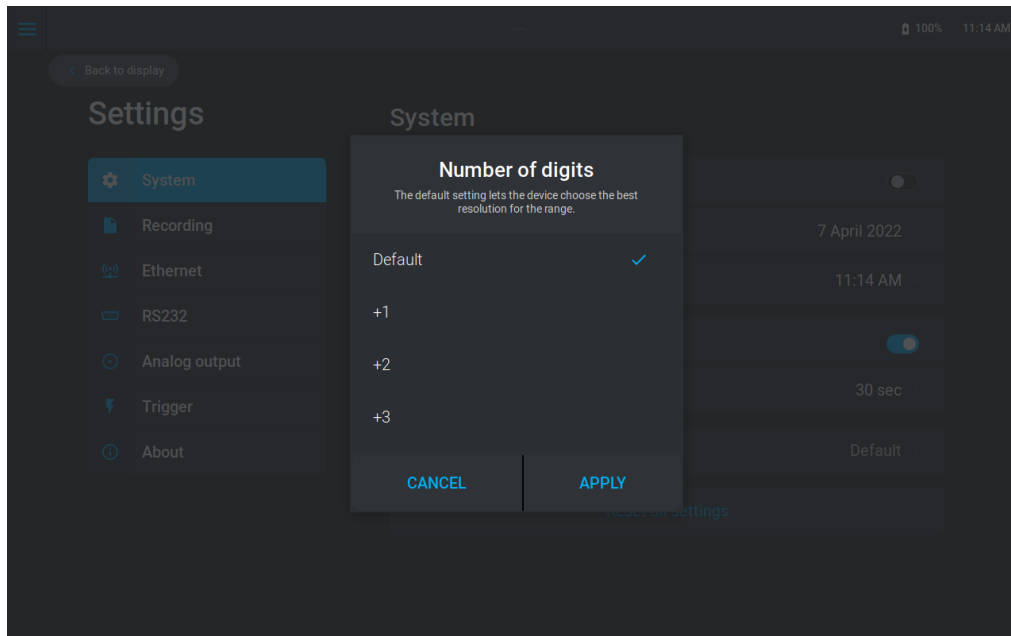 100% 11:14 AM
Back to display
Settings
System
Number of digits
The default setting lets the device choose the best
resolution for the range.
System
Recording
7 April 2022
Default
Ethernet
11:14 AM
+1
RS232
Analog output
+2
30 sec
Trigger
+3
About
Default
CANCEL
APPLY
Reset all settings